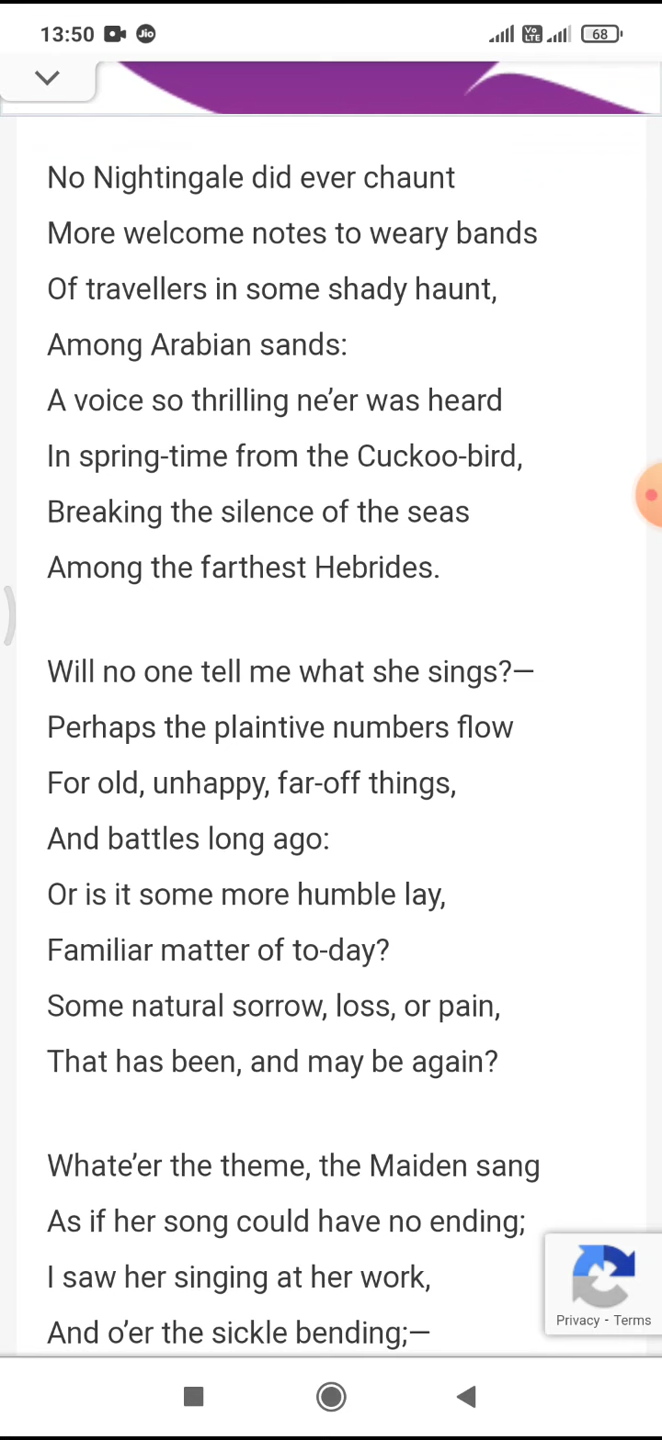 13:50 Jio Vo LTE 68
No Nightingale did ever chaunt
More welcome notes to weary bands
Of travellers in some shady haunt,
Among Arabian sands:
A voice so thrilling ne’er was heard
In spring-time from the Cuckoo-bird,
Breaking the silence of the seas
Among the farthest Hebrides.
Will no one tell me what she sings?—
Perhaps the plaintive numbers flow
For old, unhappy, far-off things,
And battles long ago:
Or is it some more humble lay,
Familiar matter of to-day?
Some natural sorrow, loss, or pain,
That has been, and may be again?
Whate’er the theme, the Maiden sang
As if her song could have no ending;
I saw her singing at her work,
And o’er the sickle bending;—
Privacy - Terms